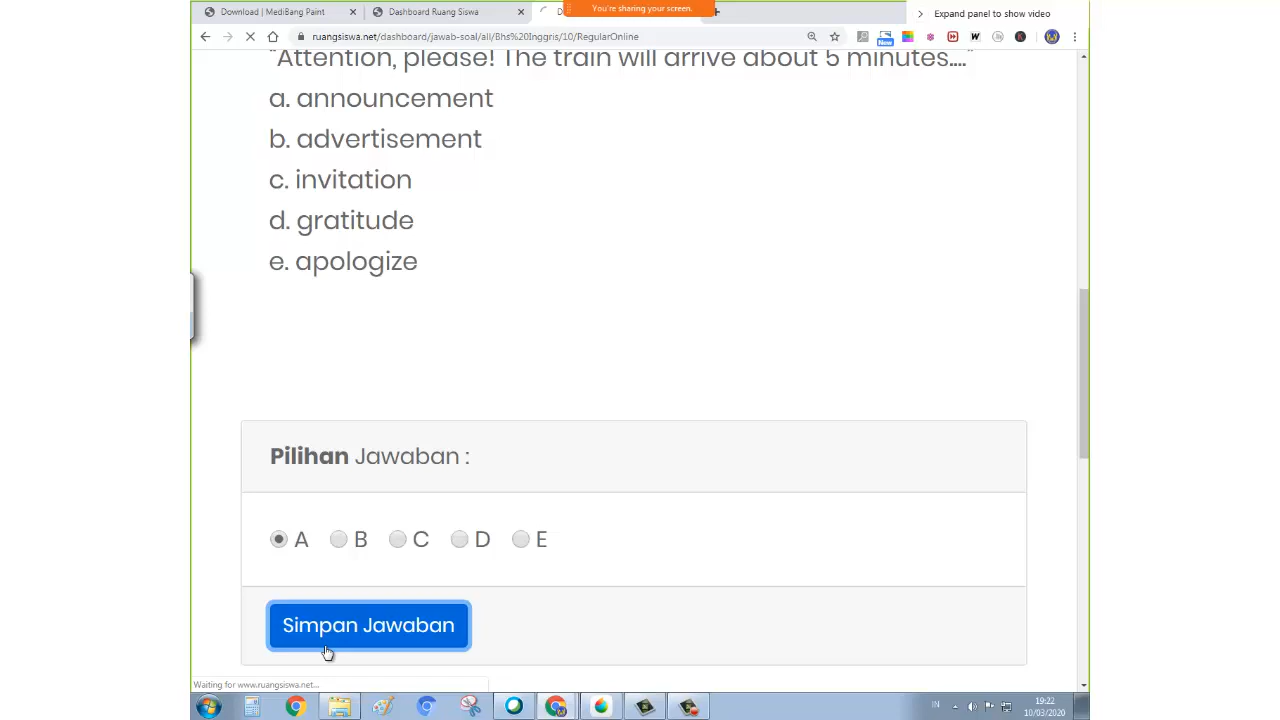 Download | MediBang Paint
Dashboard Ruang Siswa
You're sharing your screen.
Expand panel to show video
ruangsiswa.net/dashboard/jawab-soal/all/Bhs%20Inggris/10/RegularOnline
New
"Attention, please! The train will arrive about 5 minutes...."
a. announcement
b. advertisement
c. invitation
d. gratitude
e. apologize
Pilihan Jawaban :
A B C D E
Simpan Jawaban
Waiting for www.ruangsiswa.net...
IN
19:22
10/03/2020